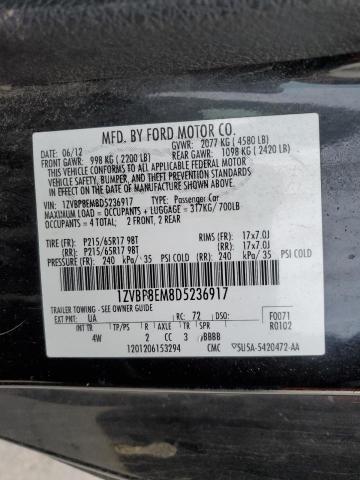 MFD. BY FORD MOTOR CO.
DATE: 06/12 GVWR: 2077 KG (4580 LB)
FRONT GAWR: 998 KG (2200 LB) REAR GAWR: 1098 KG (2420 LB)
THIS VEHICLE CONFORMS TO ALL APPLICABLE FEDERAL MOTOR
VEHICLE SAFETY, BUMPER, AND THEFT PREVENTION STANDARDS
IN EFFECT ON THE DATE OF MANUFACTURE SHOWN ABOVE.
VIN: 1ZVBP8EM8D5236917 TYPE: Passenger Car
MAXIMUM LOAD = OCCUPANTS + LUGGAGE = 317KG/700LB
OCCUPANTS = 4 TOTAL: 2 FRONT, 2 REAR
TIRE (FR): P215/65R17 98T RIMS (FR): 17x7.0J
(RR): P215/65R17 98T (RR): 17x7.0J
PRESSURE (FR): 240 kPa/ 35 PSI COLD (RR): 240 kPa/ 35 PSI COLD
1ZVBP8EM8D5236917
TRAILER TOWING - SEE OWNER GUIDE
EXT PNT: UA RC: 72 DSO: F0071
INT TR TP/PS R AX TR SPR R0102
4W 2 CC 3 BBBB
1201206153294 CMC 5U5A-5420472-AA